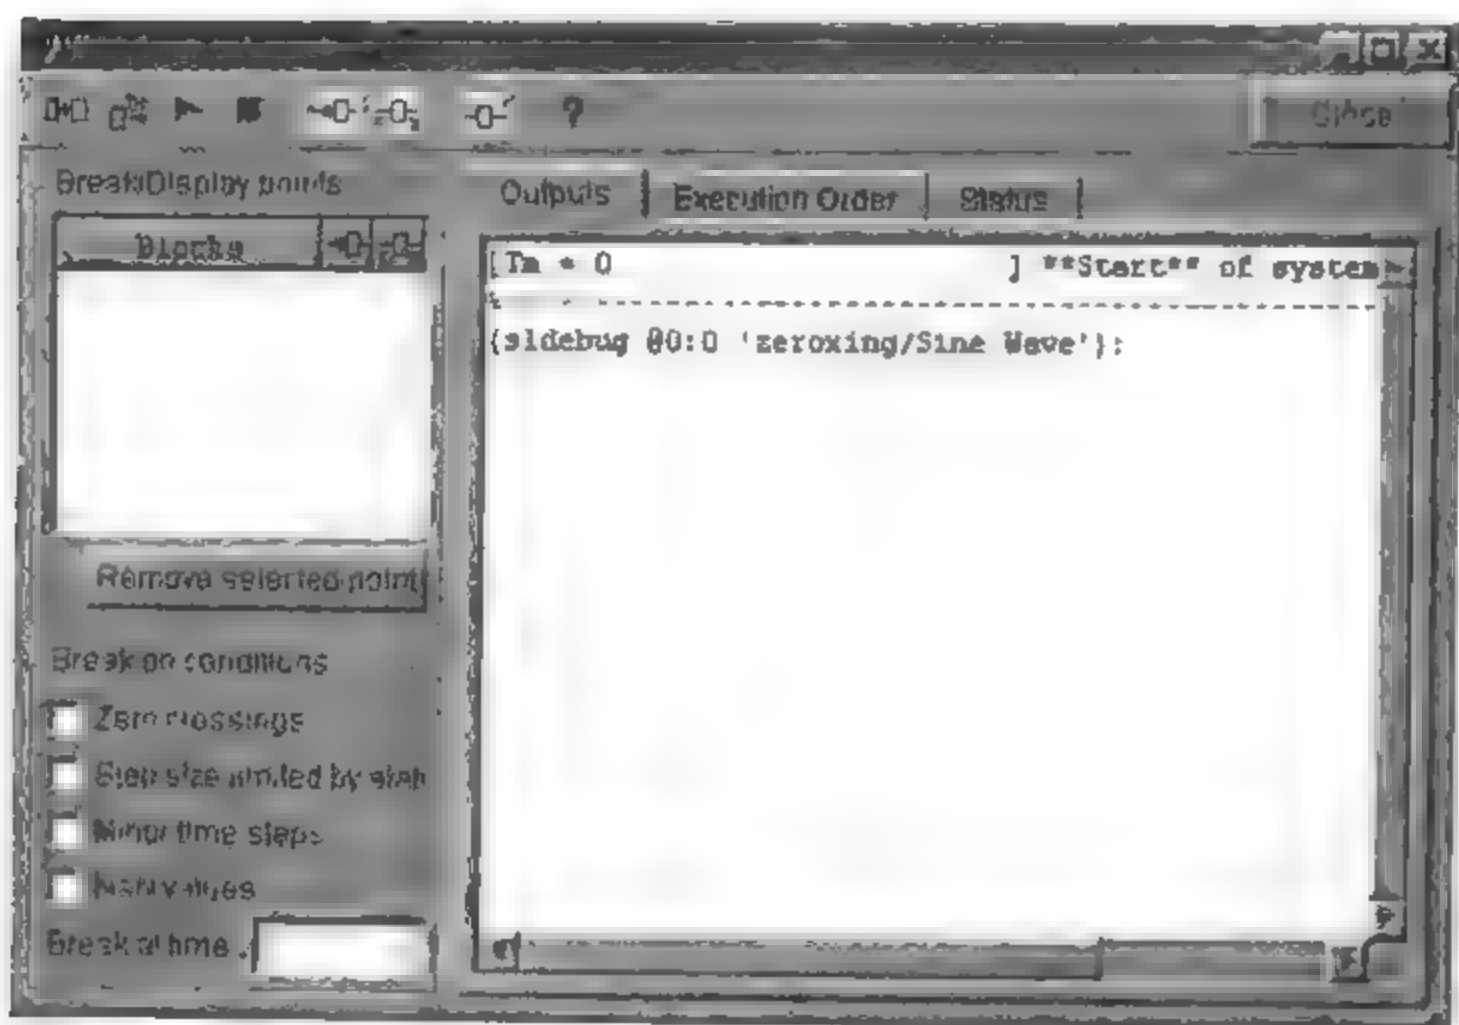 ? Close
Break/Display points
Outputs Execution Order Status
Blocks
[Tm = 0 ] **Start** of system
(sldebug @0:0 'zeroxing/Sine Wave'):
Remove selected point
Break on conditions
Zero crossings
Step size limited by state
Minor time steps
NaN values
Break at time